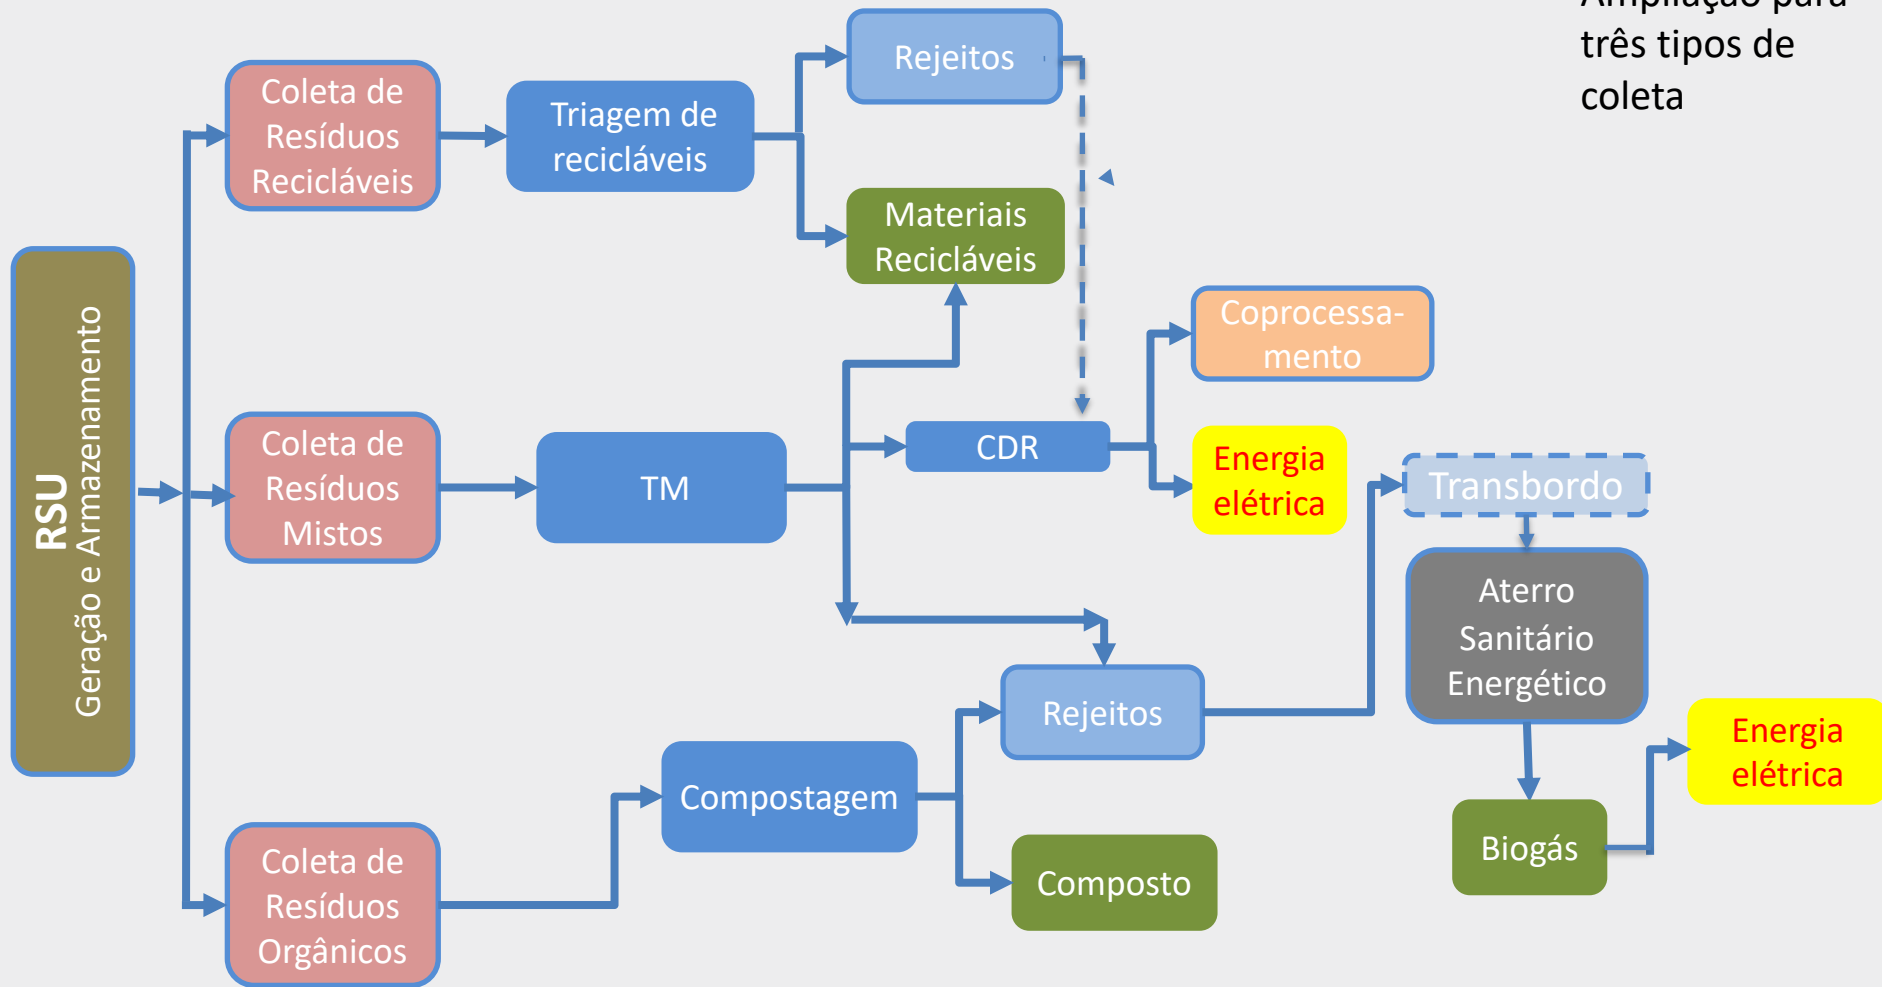 Ampliação para
três tipos de
coleta
Rejeitos
Coleta de
Resíduos
Recicláveis
Triagem de
recicláveis
Materiais
Recicláveis
RSU
Geração e Armazenamento
Coprocessa-
mento
Coleta de
Resíduos
Mistos
TM
CDR
Energia
elétrica
Transbordo
Aterro
Sanitário
Energético
Rejeitos
Energia
elétrica
Compostagem
Biogás
Coleta de
Resíduos
Orgânicos
Composto